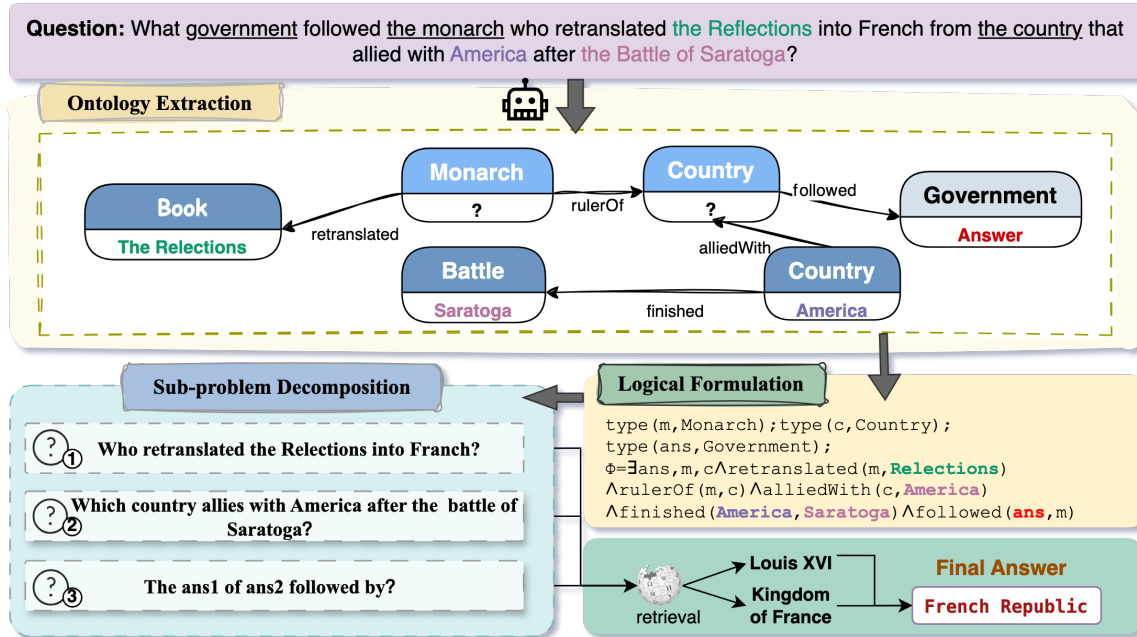 Question: What government followed the monarch who retranslated the Reflections into French from the country that
allied with America after the Battle of Saratoga?
Ontology Extraction
Monarch
?
Country
?
Book
The Relections
Government
Answer
retranslated
rulerOf
followed
alliedWith
Battle
Saratoga
finished
Country
America
Sub-problem Decomposition
? 1 Who retranslated the Relections into Franch?
? 2 Which country allies with America after the battle of
Saratoga?
? 3 The ans1 of ans2 followed by?
Logical Formulation
type(m,Monarch);type(c,Country);
type(ans,Government);
Φ=∃ans,m,c∧retranslated(m,Relections)
∧rulerOf(m,c)∧alliedWith(c,America)
∧finished(America,Saratoga)∧followed(ans,m)
retrieval
Louis XVI
Kingdom
of France
Final Answer
French Republic